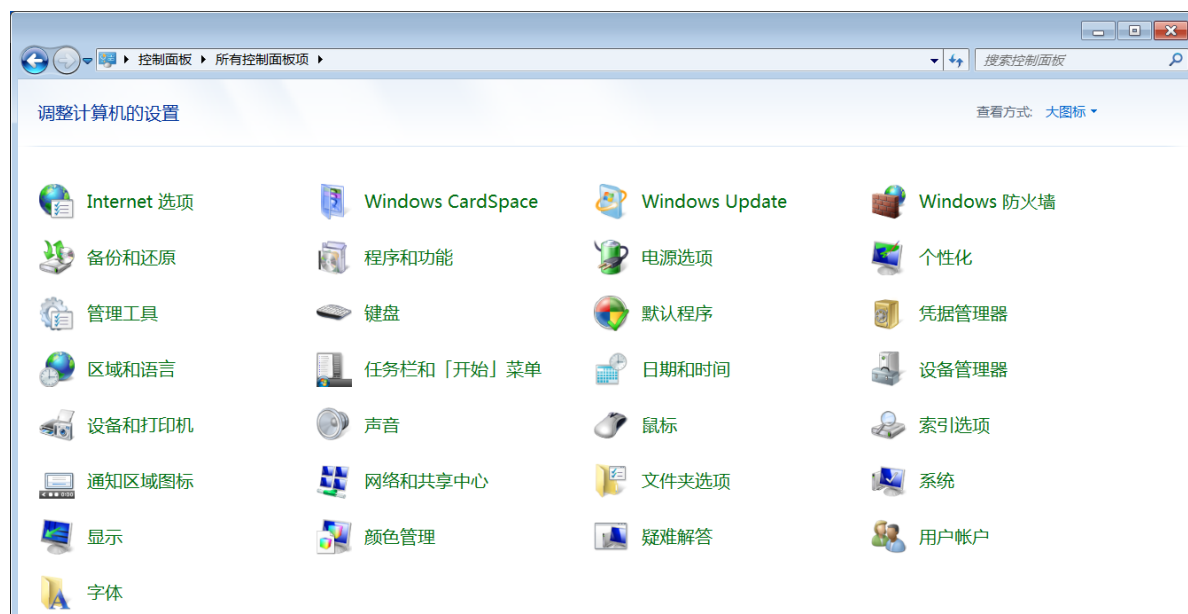 控制面板 所有控制面板项
搜索控制面板
调整计算机的设置
查看方式: 大图标
Internet 选项 Windows CardSpace Windows Update Windows 防火墙
备份和还原 程序和功能 电源选项 个性化
管理工具 键盘 默认程序 凭据管理器
区域和语言 任务栏和「开始」菜单 日期和时间 设备管理器
设备和打印机 声音 鼠标 索引选项
通知区域图标 网络和共享中心 文件夹选项 系统
显示 颜色管理 疑难解答 用户帐户
字体